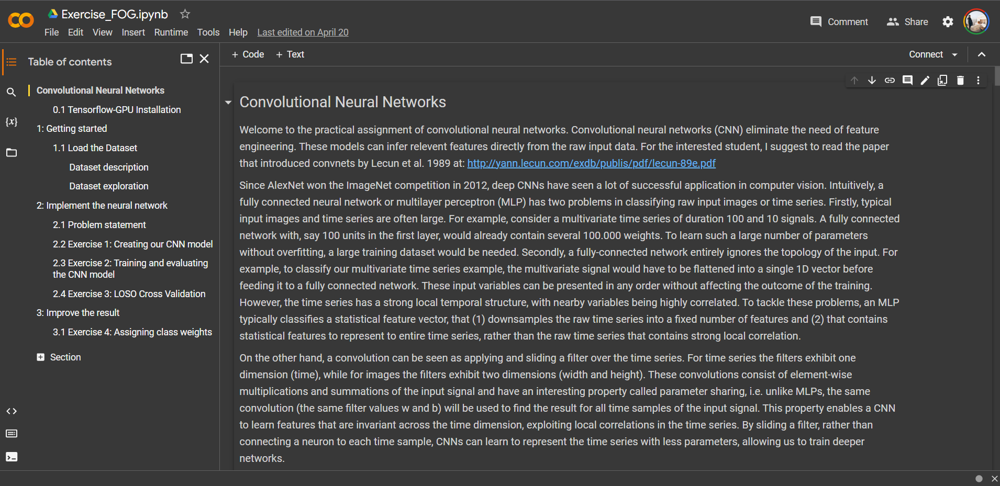 Exercise_FOG.ipynb
File Edit View Insert Runtime Tools Help Last edited on April 20
Comment Share
Table of contents
Convolutional Neural Networks
0.1 Tensorflow-GPU Installation
1: Getting started
1.1 Load the Dataset
Dataset description
Dataset exploration
2: Implement the neural network
2.1 Problem statement
2.2 Exercise 1: Creating our CNN model
2.3 Exercise 2: Training and evaluating
the CNN model
2.4 Exercise 3: LOSO Cross Validation
3: Improve the result
3.1 Exercise 4: Assigning class weights
Section
{x}
+ Code + Text
Connect
Convolutional Neural Networks
Welcome to the practical assignment of convolutional neural networks. Convolutional neural networks (CNN) eliminate the need of feature
engineering. These models can infer relevent features directly from the raw input data. For the interested student, I suggest to read the paper
that introduced convnets by Lecun et al. 1989 at: http://yann.lecun.com/exdb/publis/pdf/lecun-89e.pdf
Since AlexNet won the ImageNet competition in 2012, deep CNNs have seen a lot of successful application in computer vision. Intuitively, a
fully connected neural network or multilayer perceptron (MLP) has two problems in classifying raw input images or time series. Firstly, typical
input images and time series are often large. For example, consider a multivariate time series of duration 100 and 10 signals. A fully connected
network with, say 100 units in the first layer, would already contain several 100.000 weights. To learn such a large number of parameters
without overfitting, a large training dataset would be needed. Secondly, a fully-connected network entirely ignores the topology of the input. For
example, to classify our multivariate time series example, the multivariate signal would have to be flattened into a single 1D vector before
feeding it to a fully connected network. These input variables can be presented in any order without affecting the outcome of the training.
However, the time series has a strong local temporal structure, with nearby variables being highly correlated. To tackle these problems, an MLP
typically classifies a statistical feature vector, that (1) downsamples the raw time series into a fixed number of features and (2) that contains
statistical features to represent to entire time series, rather than the raw time series that contains strong local correlation.
On the other hand, a convolution can be seen as applying and sliding a filter over the time series. For time series the filters exhibit one
dimension (time), while for images the filters exhibit two dimensions (width and height). These convolutions consist of element-wise
multiplications and summations of the input signal and have an interesting property called parameter sharing, i.e. unlike MLPs, the same
convolution (the same filter values w and b) will be used to find the result for all time samples of the input signal. This property enables a CNN
to learn features that are invariant across the time dimension, exploiting local correlations in the time series. By sliding a filter, rather than
connecting a neuron to each time sample, CNNs can learn to represent the time series with less parameters, allowing us to train deeper
networks.